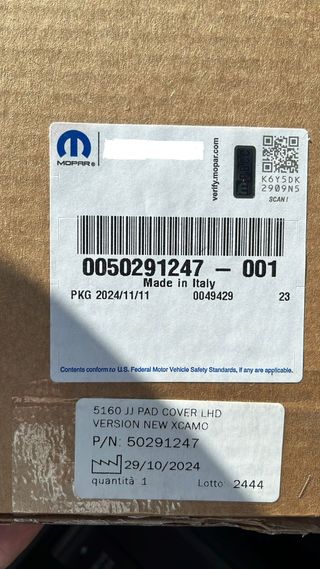 MOPAR®
verify.mopar.com
K6Y5DK
2909N5
SCAN!
0050291247 - 001
Made in Italy
PKG 2024/11/11 0049429 23
Contents conform to U.S. Federal Motor Vehicle Safety Standards, if any are applicable.
5160 JJ PAD COVER LHD
VERSION NEW XCAMO
P/N: 50291247
29/10/2024
quantità 1 Lotto 2444